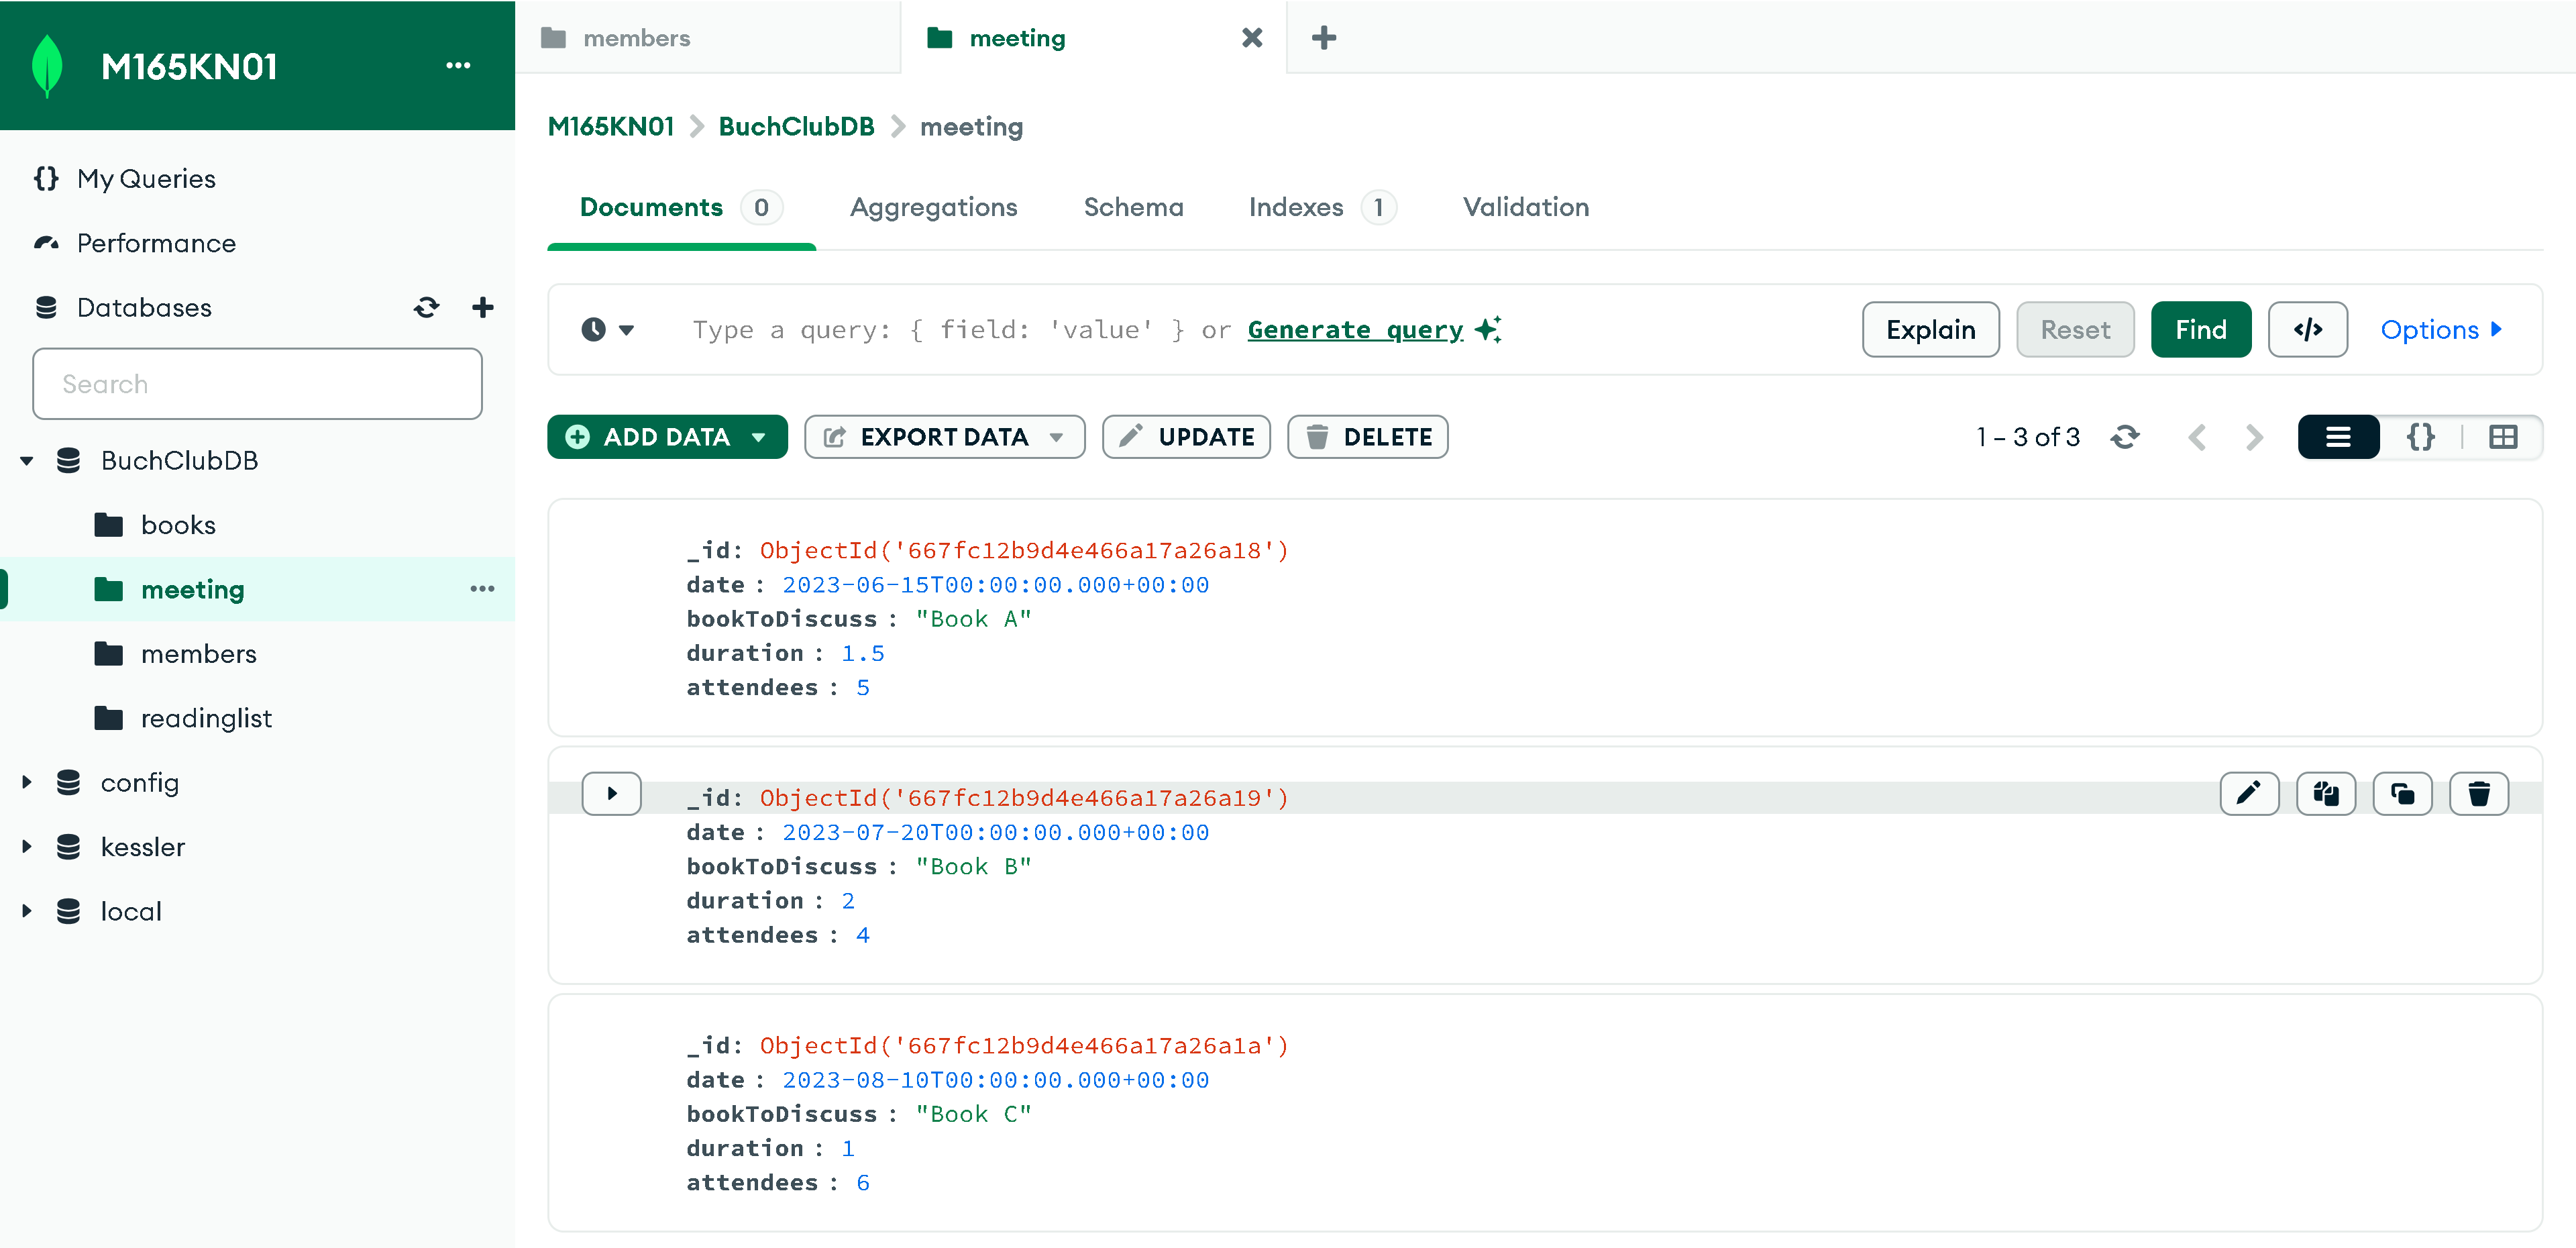 M165KN01
My Queries
Performance
Databases
Search
BuchClubDB
books
meeting
members
readinglist
config
kessler
local
members
meeting
M165KN01 BuchClubDB meeting
Documents 0 Aggregations Schema Indexes 1 Validation
Type a query: { field: 'value' } or Generate query Explain Reset Find </> Options
ADD DATA EXPORT DATA UPDATE DELETE 1 – 3 of 3 {}
_id: ObjectId('667fc12b9d4e466a17a26a18')
date : 2023-06-15T00:00:00.000+00:00
bookToDiscuss : "Book A"
duration : 1.5
attendees : 5
_id: ObjectId('667fc12b9d4e466a17a26a19')
date : 2023-07-20T00:00:00.000+00:00
bookToDiscuss : "Book B"
duration : 2
attendees : 4
_id: ObjectId('667fc12b9d4e466a17a26a1a')
date : 2023-08-10T00:00:00.000+00:00
bookToDiscuss : "Book C"
duration : 1
attendees : 6